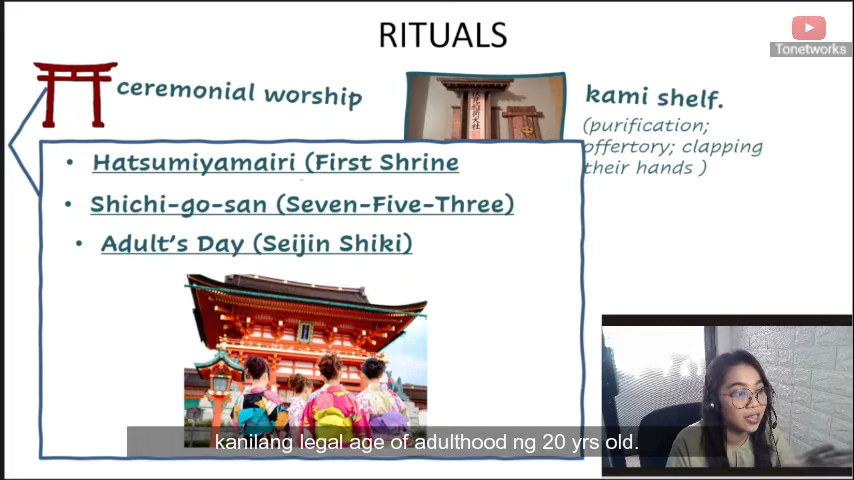 RITUALS
Tonetworks
ceremonial worship
kami shelf.
(purification;
offertory; clapping
their hands )
• Hatsumiyamairi (First Shrine
• Shichi-go-san (Seven-Five-Three)
• Adult's Day (Seijin Shiki)
kanilang legal age of adulthood ng 20 yrs old.